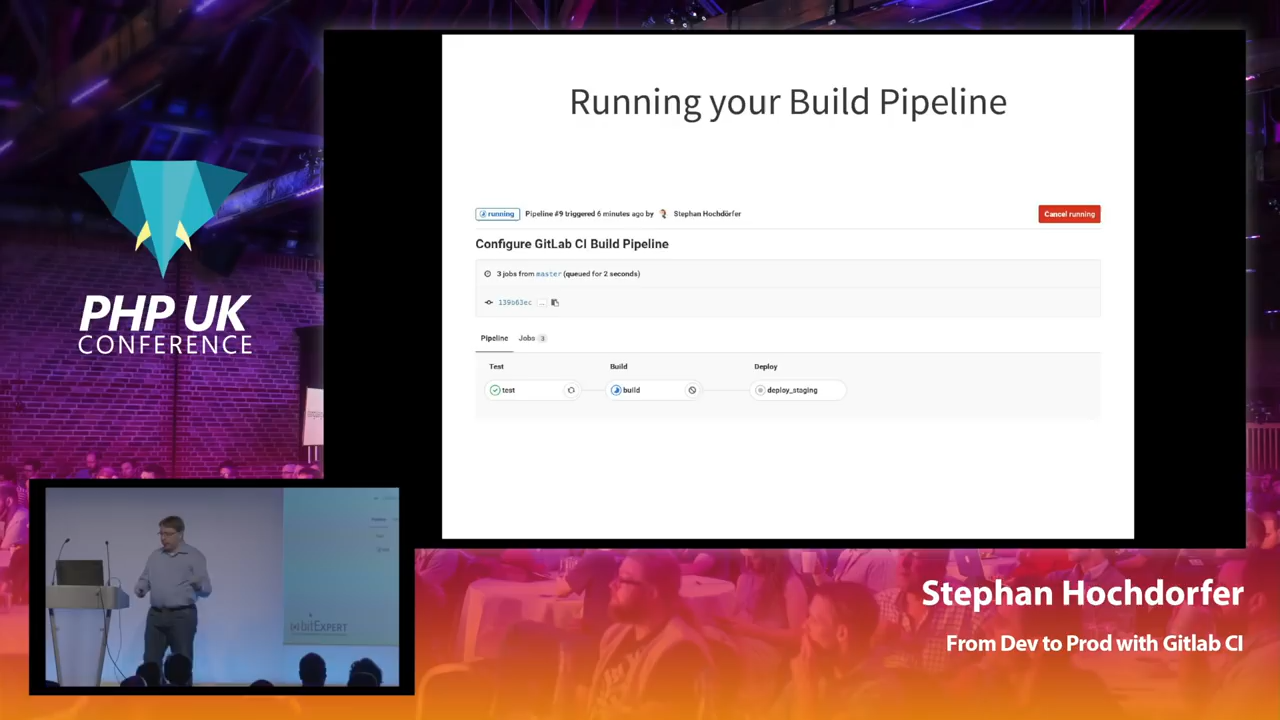 Running your Build Pipeline
running Pipeline #9 triggered 6 minutes ago by Stephan Hochdörfer Cancel running
Configure GitLab CI Build Pipeline
3 jobs from master (queued for 2 seconds)
139b63ec ...
Pipeline Jobs 3
Test Build Deploy
test build deploy_staging
PHP UK
CONFERENCE
bitExpert
Stephan Hochdorfer
From Dev to Prod with Gitlab CI